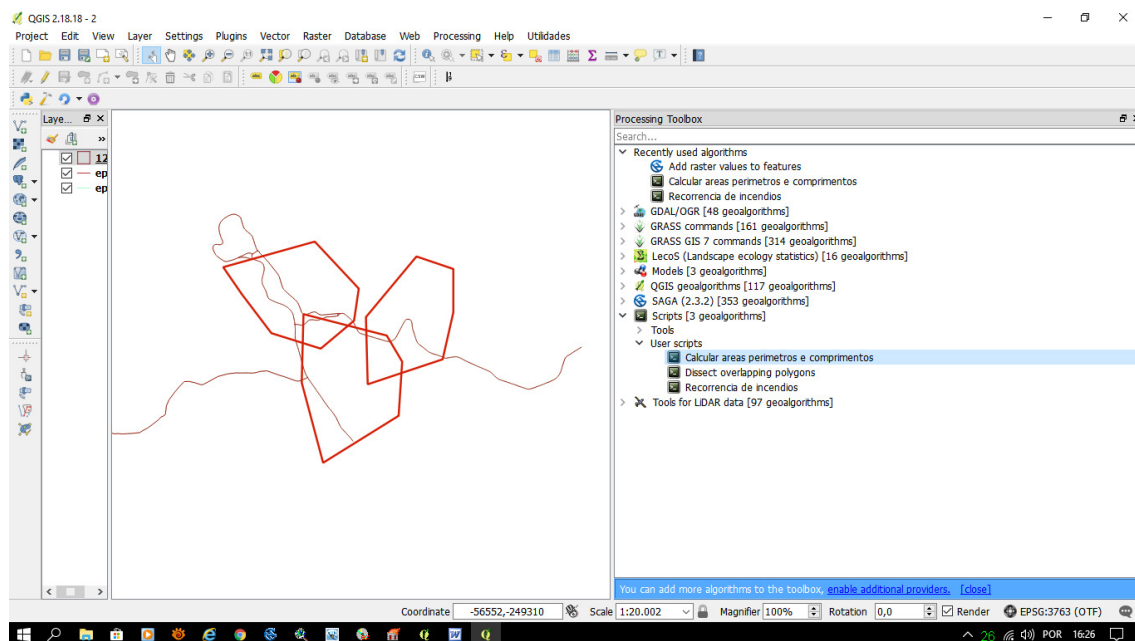 QGIS 2.18.18 - 2
Project Edit View Layer Settings Plugins Vector Raster Database Web Processing Help Utilidades
Laye...
12
ep
ep
Processing Toolbox
Search...
Recently used algorithms
Add raster values to features
Calcular areas perimetros e comprimentos
Recorrencia de incendios
GDAL/OGR [48 geoalgorithms]
GRASS commands [161 geoalgorithms]
GRASS GIS 7 commands [314 geoalgorithms]
LecoS (Landscape ecology statistics) [16 geoalgorithms]
Models [3 geoalgorithms]
QGIS geoalgorithms [117 geoalgorithms]
SAGA (2.3.2) [353 geoalgorithms]
Scripts [3 geoalgorithms]
Tools
User scripts
Calcular areas perimetros e comprimentos
Dissect overlapping polygons
Recorrencia de incendios
Tools for LiDAR data [97 geoalgorithms]
You can add more algorithms to the toolbox, enable additional providers. [close]
Coordinate -56552,-249310 Scale 1:20.002 Magnifier 100% Rotation 0,0 Render EPSG:3763 (OTF)
26 POR 16:26